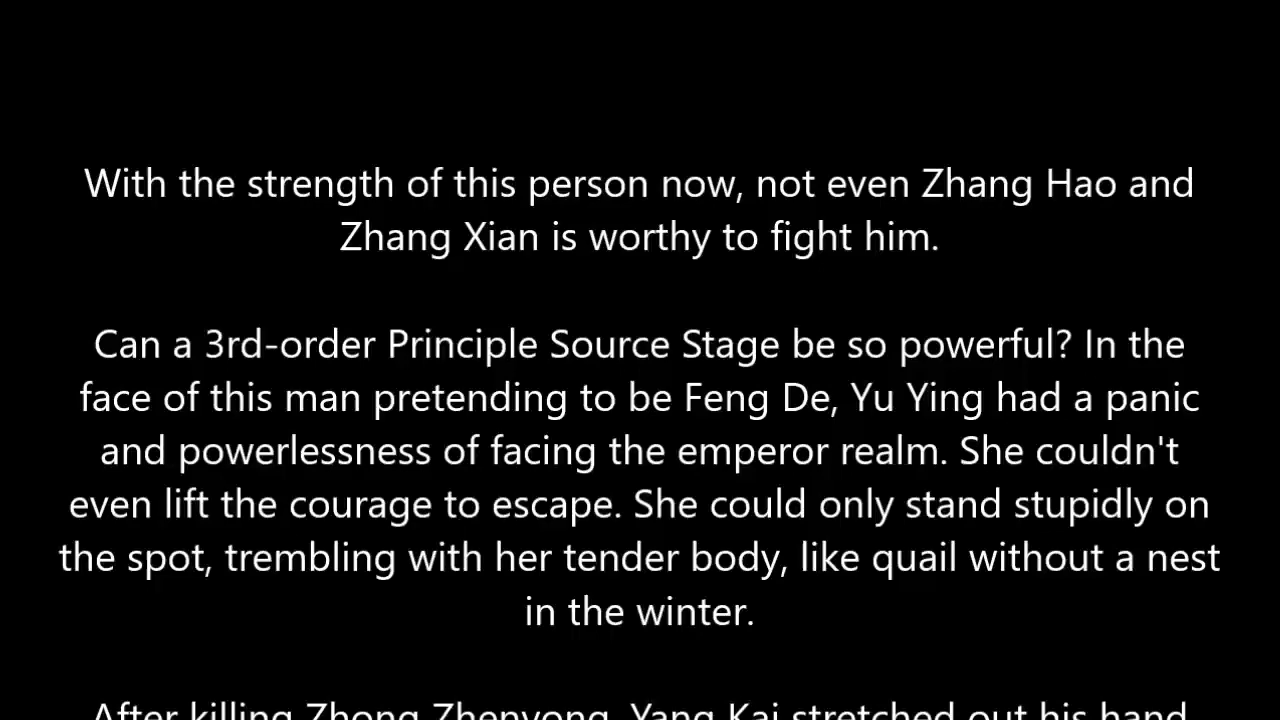 With the strength of this person now, not even Zhang Hao and
Zhang Xian is worthy to fight him.
Can a 3rd-order Principle Source Stage be so powerful? In the
face of this man pretending to be Feng De, Yu Ying had a panic
and powerlessness of facing the emperor realm. She couldn't
even lift the courage to escape. She could only stand stupidly on
the spot, trembling with her tender body, like quail without a nest
in the winter.
After killing Zhong Zhenyong, Yang Kai stretched out his hand